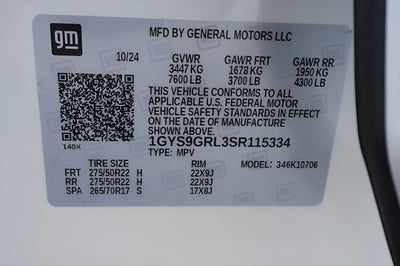 gm
MFD BY GENERAL MOTORS LLC
10/24 GVWR GAWR FRT GAWR RR
3447 KG 1678 KG 1950 KG
7600 LB 3700 LB 4300 LB
THIS VEHICLE CONFORMS TO ALL
APPLICABLE U.S. FEDERAL MOTOR
VEHICLE SAFETY STANDARDS IN EFFECT
ON THE DATE OF MANUFACTURE
SHOWN ABOVE.
140X 1GYS9GRL3SR115334
TYPE: MPV
TIRE SIZE RIM MODEL: 346K10706
FRT 275/50R22 H 22X9J
RR 275/50R22 H 22X9J
SPA 265/70R17 S 17X8J